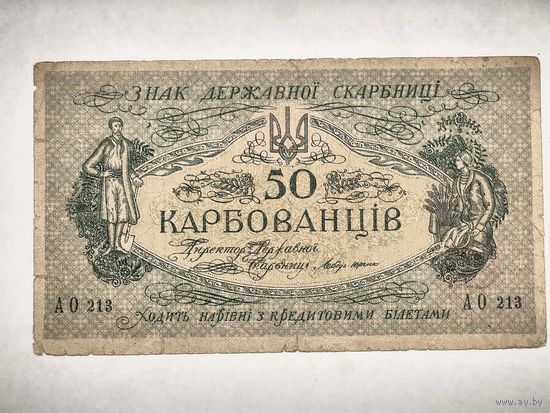 ЗНАК ДЕРЖАВНОЇ СКАРБНИЦІ
50
КАРБОВАНЦІВ
Директор Державної
Скарбниці
АО 213 АО 213
ХОДИТЬ НАРІВНІ З КРЕДИТОВИМИ БІЛЕТАМИ
www.ay.by